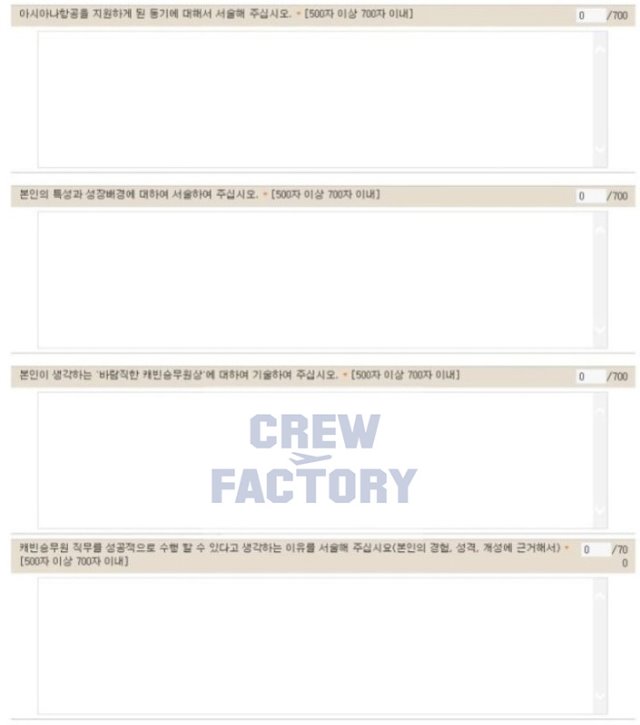 아시아나항공을 지원하게 된 동기에 대해서 서술해 주십시오. * [500자 이상 700자 이내] 0 /700
본인의 특성과 성장배경에 대하여 서술하여 주십시오. * [500자 이상 700자 이내] 0 /700
본인이 생각하는 '바람직한 캐빈승무원상'에 대하여 기술하여 주십시오. * [500자 이상 700자 이내] 0 /700
CREW
FACTORY
캐빈승무원 직무를 성공적으로 수행 할 수 있다고 생각하는 이유를 서술해 주십시요(본인의 경험, 성격, 개성에 근거해서) * 0 /70
[500자 이상 700자 이내] 0